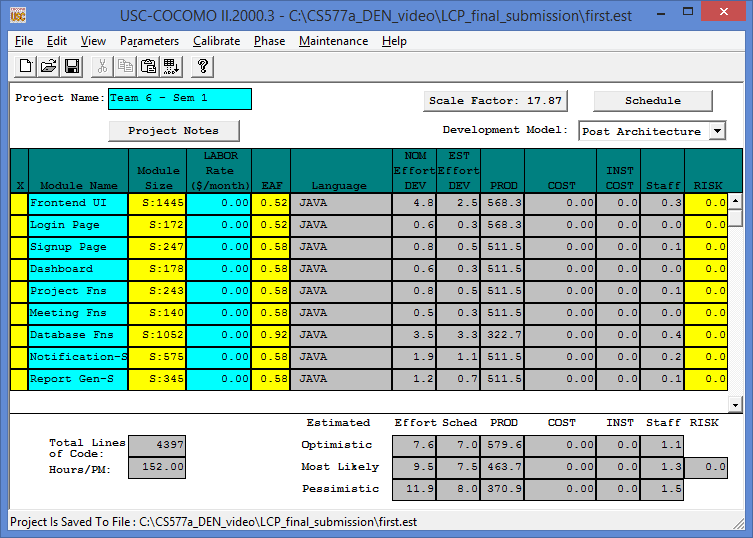 USC-COCOMO II.2000.3 - C:\CS577a_DEN_video\LCP_final_submission\first.est
File Edit View Parameters Calibrate Phase Maintenance Help
Project Name: Team 6 - Sem 1 Scale Factor: 17.87 Schedule
Project Notes Development Model: Post Architecture
X Module Name Module Size LABOR Rate ($/month) EAF Language NOM Effort DEV EST Effort DEV PROD COST INST COST Staff RISK
Frontend UI S:1445 0.00 0.52 JAVA 4.8 2.5 568.3 0.00 0.0 0.3 0.0
Login Page S:172 0.00 0.52 JAVA 0.6 0.3 568.3 0.00 0.0 0.0 0.0
Signup Page S:247 0.00 0.58 JAVA 0.8 0.5 511.5 0.00 0.0 0.1 0.0
Dashboard S:178 0.00 0.58 JAVA 0.6 0.3 511.5 0.00 0.0 0.0 0.0
Project Fns S:243 0.00 0.58 JAVA 0.8 0.5 511.5 0.00 0.0 0.1 0.0
Meeting Fns S:140 0.00 0.58 JAVA 0.5 0.3 511.5 0.00 0.0 0.0 0.0
Database Fns S:1052 0.00 0.92 JAVA 3.5 3.3 322.7 0.00 0.0 0.4 0.0
Notification-S S:575 0.00 0.58 JAVA 1.9 1.1 511.5 0.00 0.0 0.2 0.0
Report Gen-S S:345 0.00 0.58 JAVA 1.2 0.7 511.5 0.00 0.0 0.1 0.0
Estimated Effort Sched PROD COST INST Staff RISK
Total Lines of Code: 4397 Optimistic 7.6 7.0 579.6 0.00 0.0 1.1
Hours/PM: 152.00 Most Likely 9.5 7.5 463.7 0.00 0.0 1.3 0.0
Pessimistic 11.9 8.0 370.9 0.00 0.0 1.5
Project Is Saved To File : C:\CS577a_DEN_video\LCP_final_submission\first.est